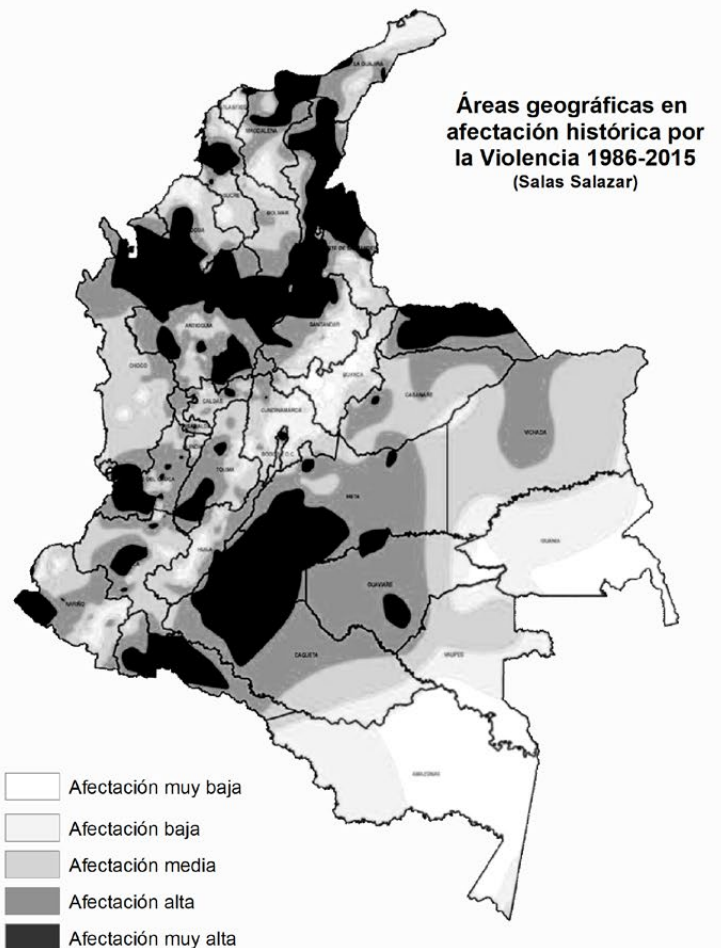 Áreas geográficas en
afectación histórica por
la Violencia 1986-2015
(Salas Salazar)
LA GUAJIRA
MAGDALENA
SUCRE
BOLIVAR
ANTIOQUIA
SANTANDER
CHOCO
BOYACA
CASANARE
CALDAS
CUNDINAMARCA
VICHADA
TOLIMA
META
GUAINIA
HUILA
GUAVIARE
NARIÑO
CAQUETA
VAUPES
AMAZONAS
Afectación muy baja
Afectación baja
Afectación media
Afectación alta
Afectación muy alta